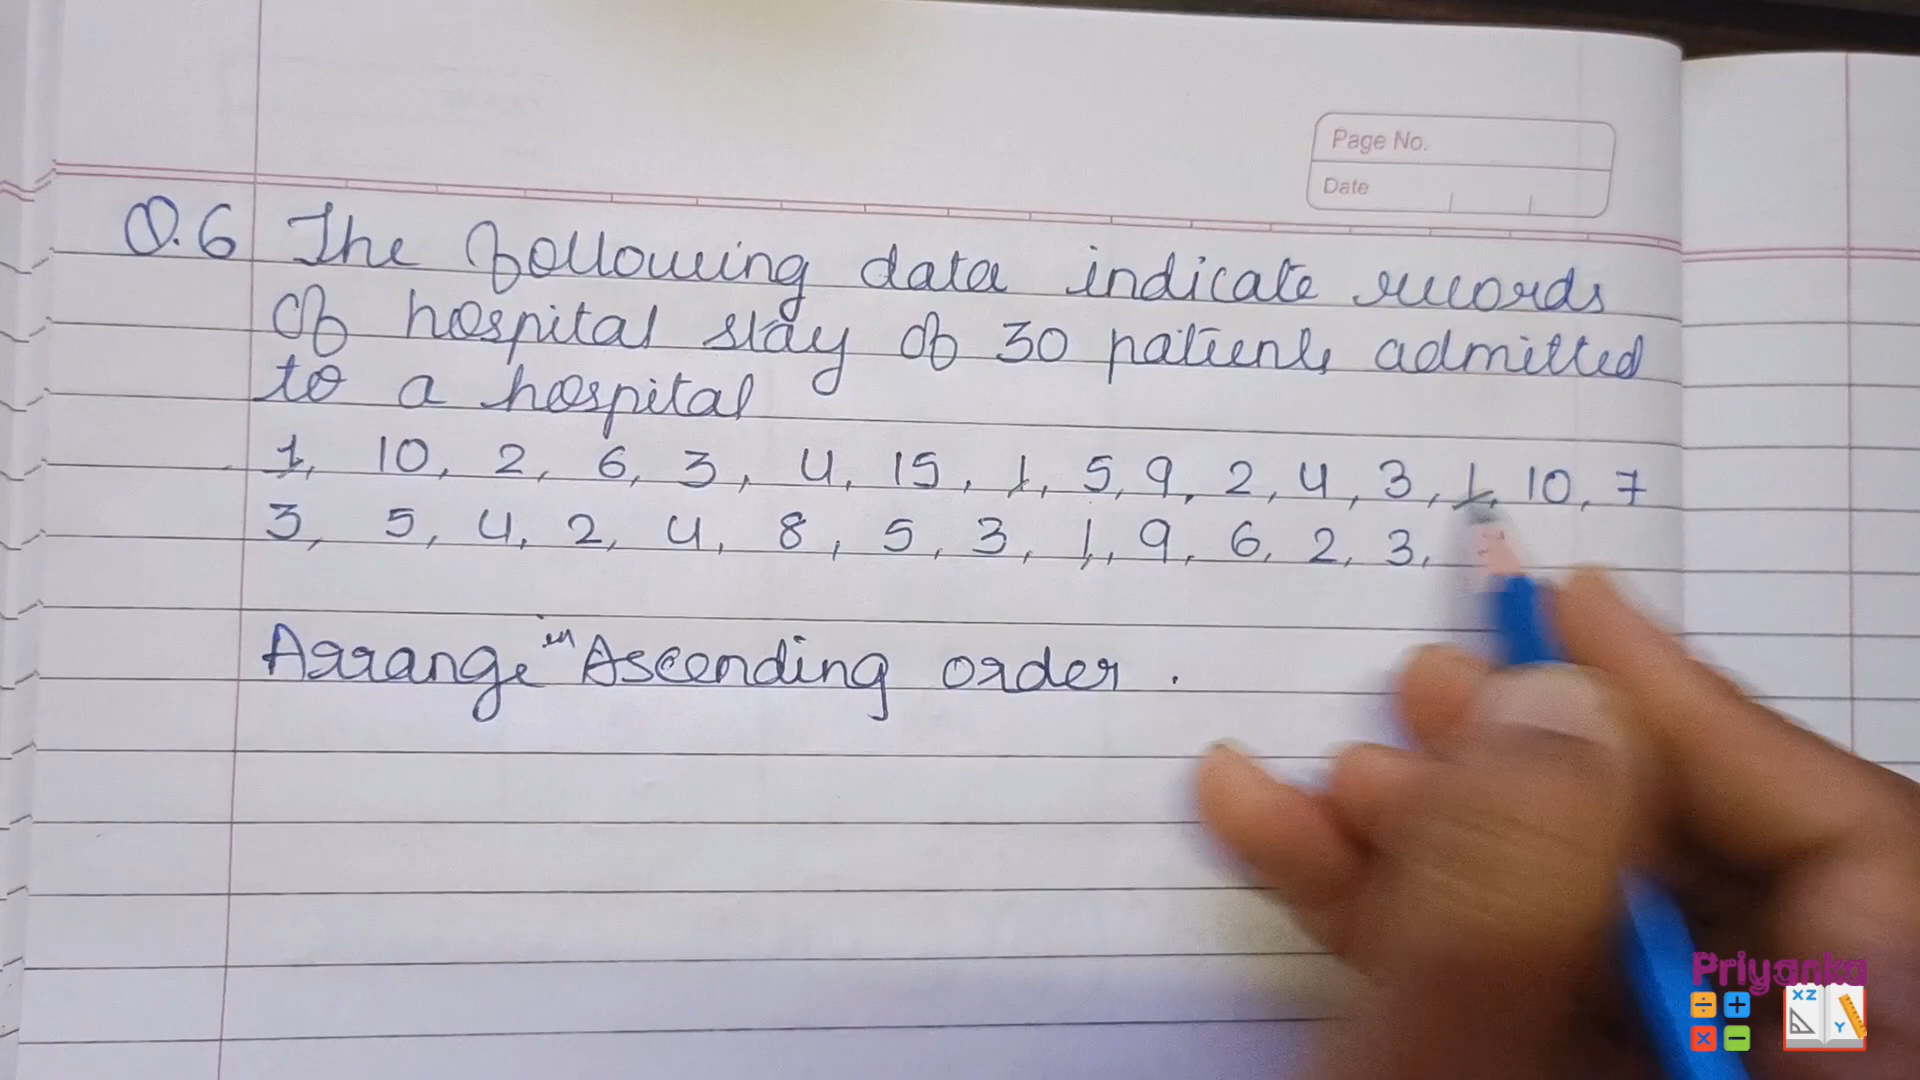 Page No.
Date
Q.6 The following data indicate records
of hospital stay of 30 patients admitted
to a hospital
1, 10, 2, 6, 3, 4, 15, 1, 5, 9, 2, 4, 3, 1, 10, 7
3, 5, 4, 2, 4, 8, 5, 3, 1, 9, 6, 2, 3,
Arrange in Ascending order.
Priyanka
XZ
Y